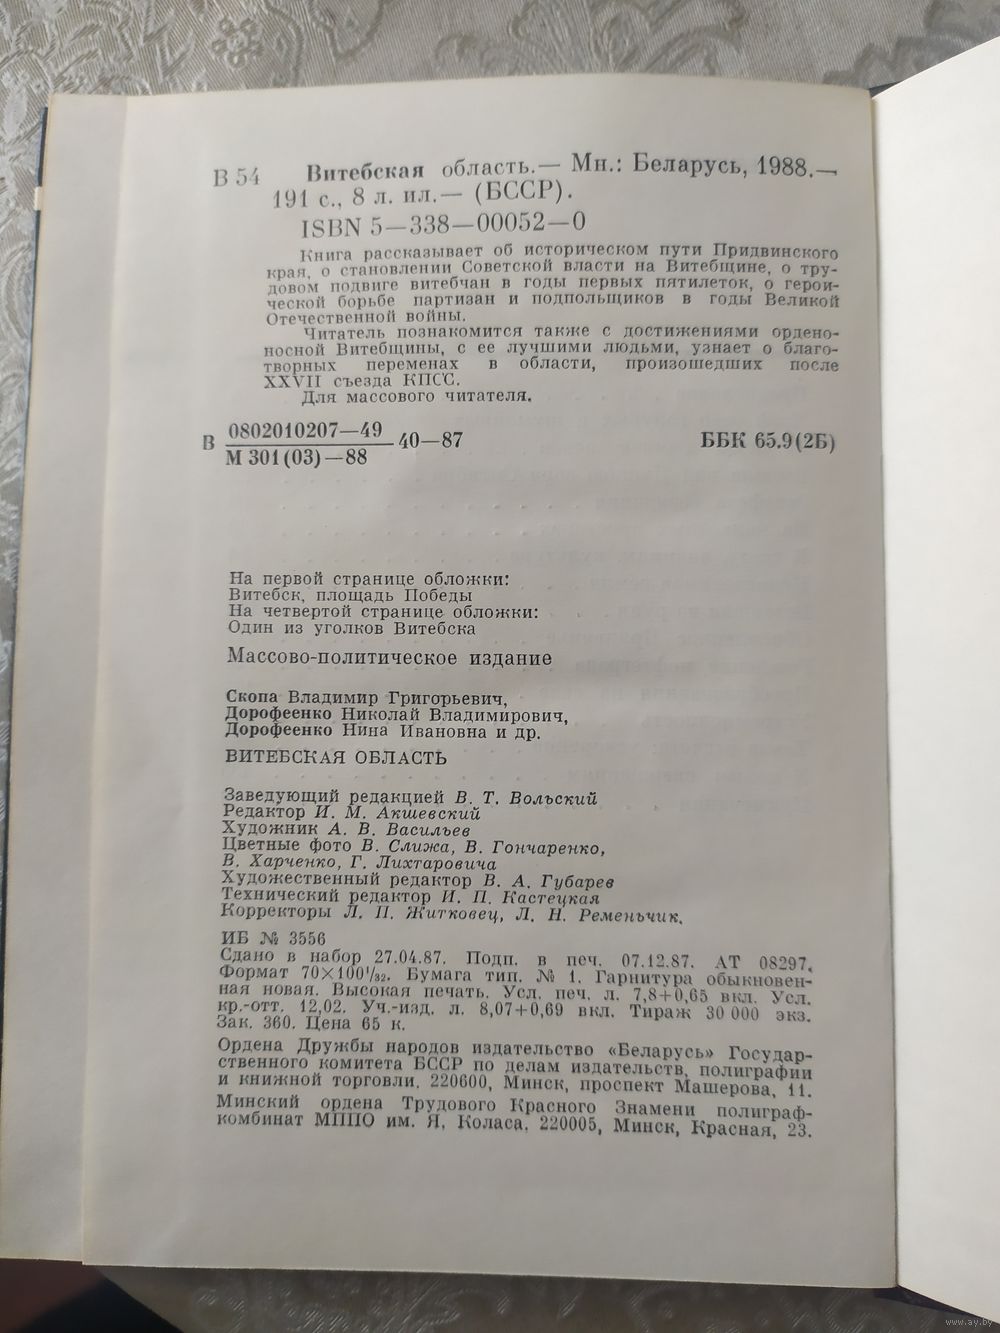 В 54 Витебская область.— Мн.: Беларусь, 1988.—
191 с., 8 л. ил.— (БССР).
ISBN 5—338—00052—0
Книга рассказывает об историческом пути Придвинского
края, о становлении Советской власти на Витебщине, о тру-
довом подвиге витебчан в годы первых пятилеток, о герои-
ческой борьбе партизан и подпольщиков в годы Великой
Отечественной войны.
Читатель познакомится также с достижениями ордено-
носной Витебщины, с ее лучшими людьми, узнает о благо-
творных переменах в области, произошедших после
XXVII съезда КПСС.
Для массового читателя.
В 0802010207—49 40—87 ББК 65.9(2Б)
М 301(03)—88
На первой странице обложки:
Витебск, площадь Победы
На четвертой странице обложки:
Один из уголков Витебска
Массово-политическое издание
Скопа Владимир Григорьевич,
Дорофеенко Николай Владимирович,
Дорофеенко Нина Ивановна и др.
ВИТЕБСКАЯ ОБЛАСТЬ
Заведующий редакцией В. Т. Вольский
Редактор И. М. Акшевский
Художник А. В. Васильев
Цветные фото В. Слижа, В. Гончаренко,
В. Харченко, Г. Лихтаровича
Художественный редактор В. А. Губарев
Технический редактор И. П. Кастецкая
Корректоры Л. П. Житковец, Л. Н. Ременьчик.
ИБ № 3556
Сдано в набор 27.04.87. Подп. в печ. 07.12.87. АТ 08297.
Формат 70×100¹/₃₂. Бумага тип. № 1. Гарнитура обыкновен-
ная новая. Высокая печать. Усл. печ. л. 7,8+0,65 вкл. Усл.
кр.-отт. 12,02. Уч.-изд. л. 8,07+0,69 вкл. Тираж 30 000 экз.
Зак. 360. Цена 65 к.
Ордена Дружбы народов издательство «Беларусь» Государ-
ственного комитета БССР по делам издательств, полиграфии
и книжной торговли. 220600, Минск, проспект Машерова, 11.
Минский ордена Трудового Красного Знамени полиграф-
комбинат МППО им. Я. Коласа. 220005, Минск, Красная, 23.
www.ay.by